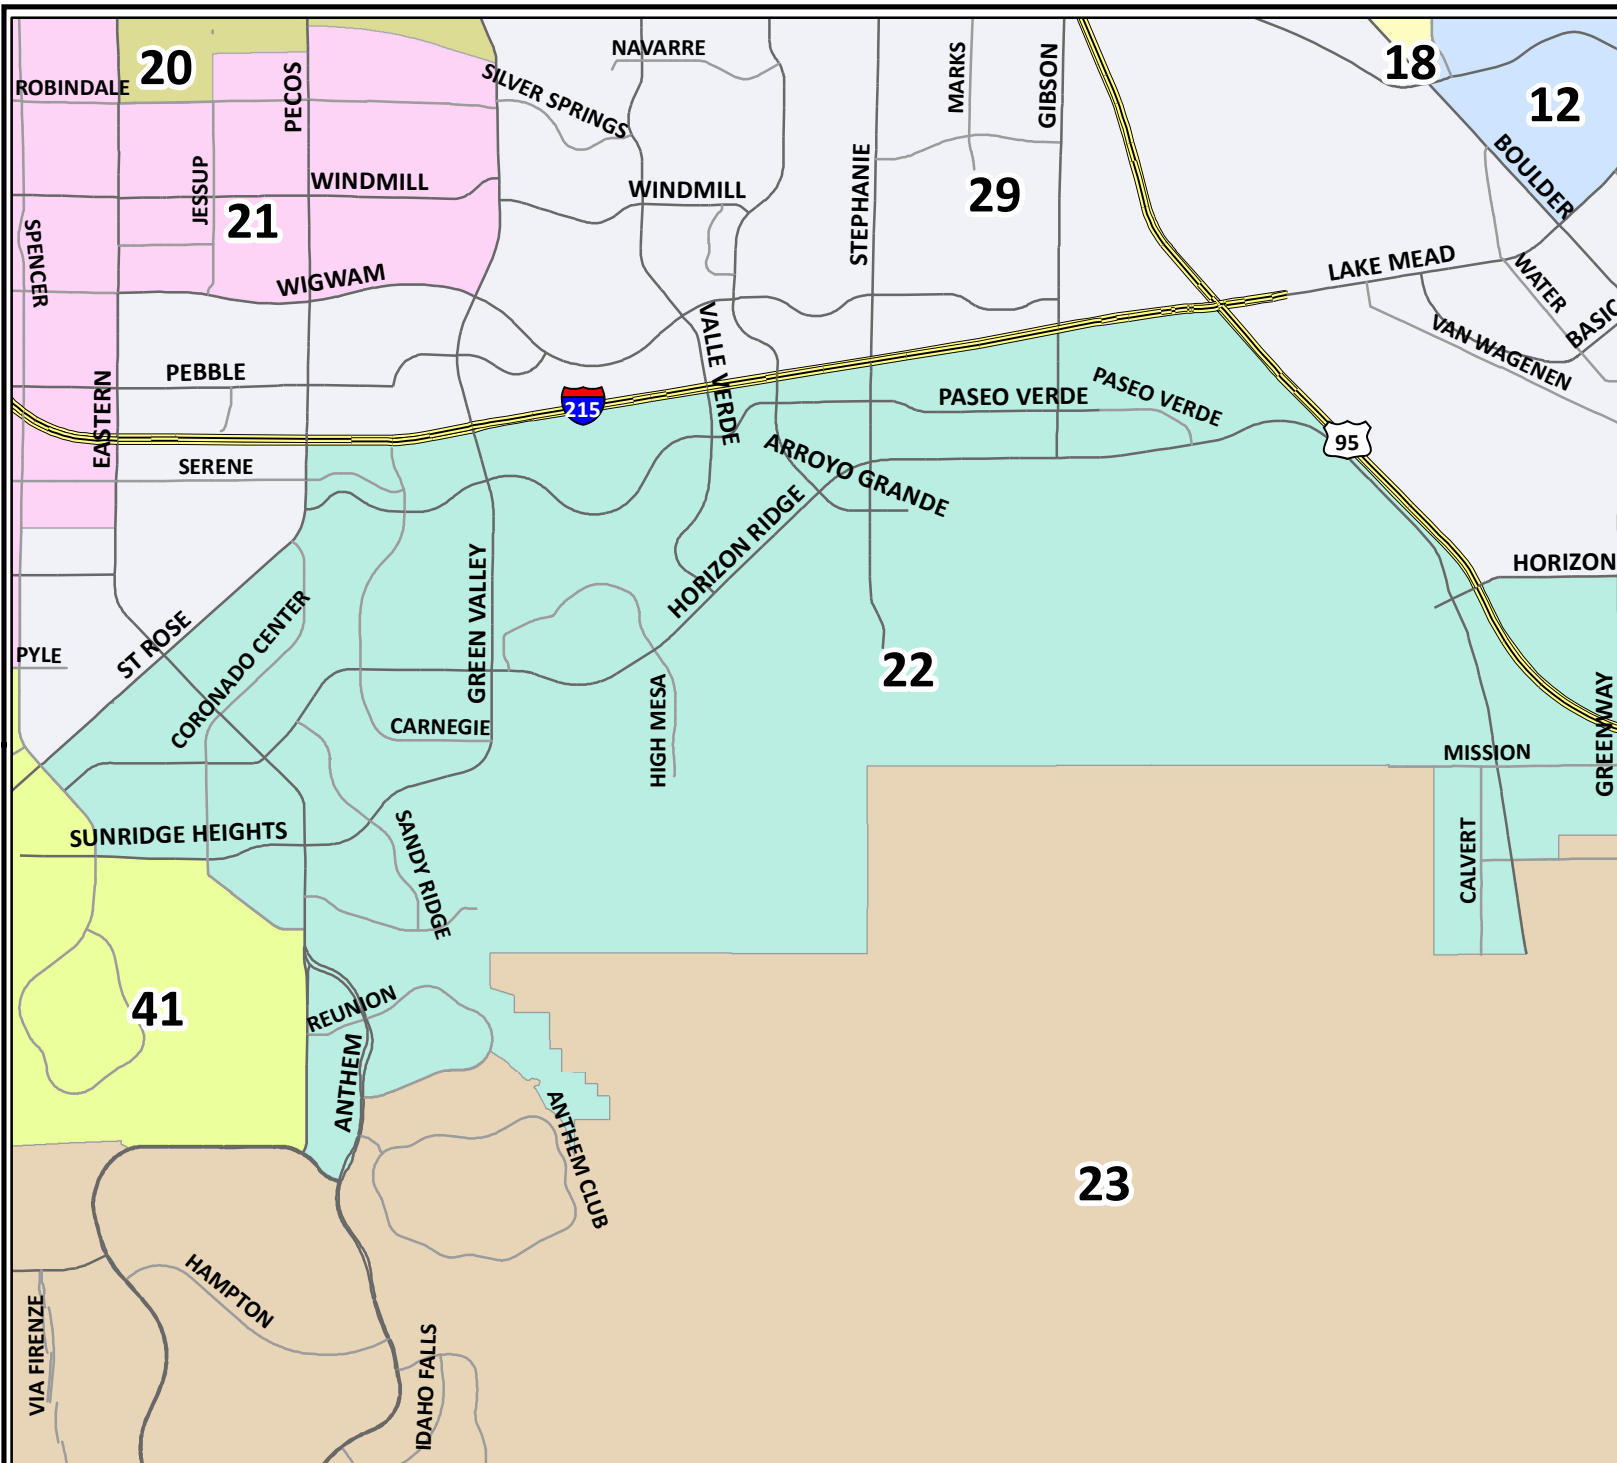 20
ROBINDALE
PECOS
NAVARRE
SILVER SPRINGS
MARKS
GIBSON
18
12
BOULDER
JESSUP
WINDMILL
WINDMILL
STEPHANIE
29
21
SPENCER
WIGWAM
LAKE MEAD
WATER
BASIC
VAN WAGENEN
VALLE VERDE
PEBBLE
EASTERN
215
PASEO VERDE
PASEO VERDE
95
SERENE
ARROYO GRANDE
HORIZON RIDGE
HORIZON
GREEN VALLEY
CORONADO CENTER
ST ROSE
PYLE
22
HIGH MESA
CARNEGIE
MISSION
GREENWAY
SUNRIDGE HEIGHTS
SANDY RIDGE
CALVERT
41
REUNION
ANTHEM
ANTHEM CLUB
23
HAMPTON
VIA FIRENZE
IDAHO FALLS